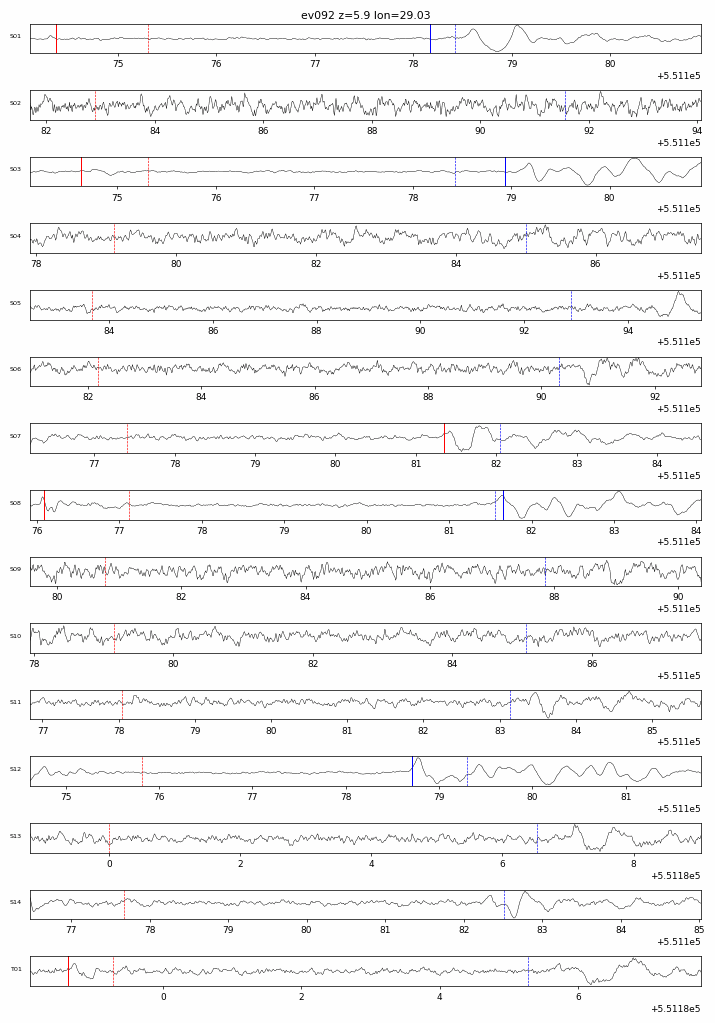 ev092 z=5.9 lon=29.03
S01
75 76 77 78 79 80
+5.511e5
S02
82 84 86 88 90 92 94
+5.511e5
S03
75 76 77 78 79 80
+5.511e5
S04
78 80 82 84 86
+5.511e5
S05
84 86 88 90 92 94
+5.511e5
S06
82 84 86 88 90 92
+5.511e5
S07
77 78 79 80 81 82 83 84
+5.511e5
S08
76 77 78 79 80 81 82 83 84
+5.511e5
S09
80 82 84 86 88 90
+5.511e5
S10
78 80 82 84 86
+5.511e5
S11
77 78 79 80 81 82 83 84 85
+5.511e5
S12
75 76 77 78 79 80 81
+5.511e5
S13
0 2 4 6 8
+5.5118e5
S14
77 78 79 80 81 82 83 84 85
+5.511e5
T01
0 2 4 6
+5.5118e5